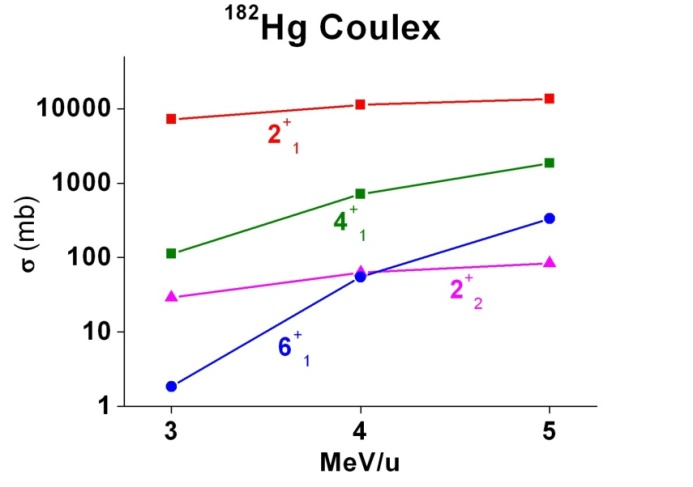 ¹⁸²Hg Coulex
10000
1000
100
10
1
σ (mb)
2⁺₁
4⁺₁
2⁺₂
6⁺₁
3 4 5
MeV/u